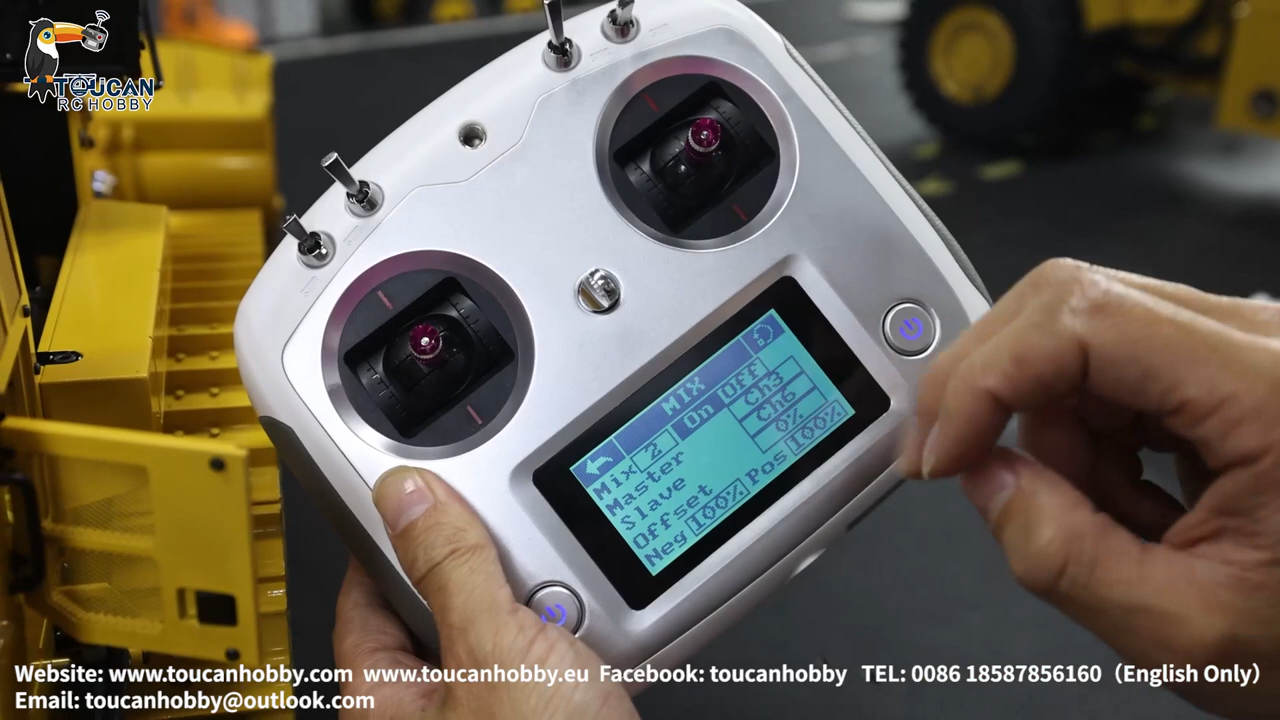 TOUCAN
RC HOBBY
MIX
Mix 2 On Off
Master Ch3
Slave Ch6
Offset 0%
Neg 100% Pos 100%
Website: www.toucanhobby.com www.toucanhobby.eu Facebook: toucanhobby TEL: 0086 18587856160（English Only）
Email: toucanhobby@outlook.com